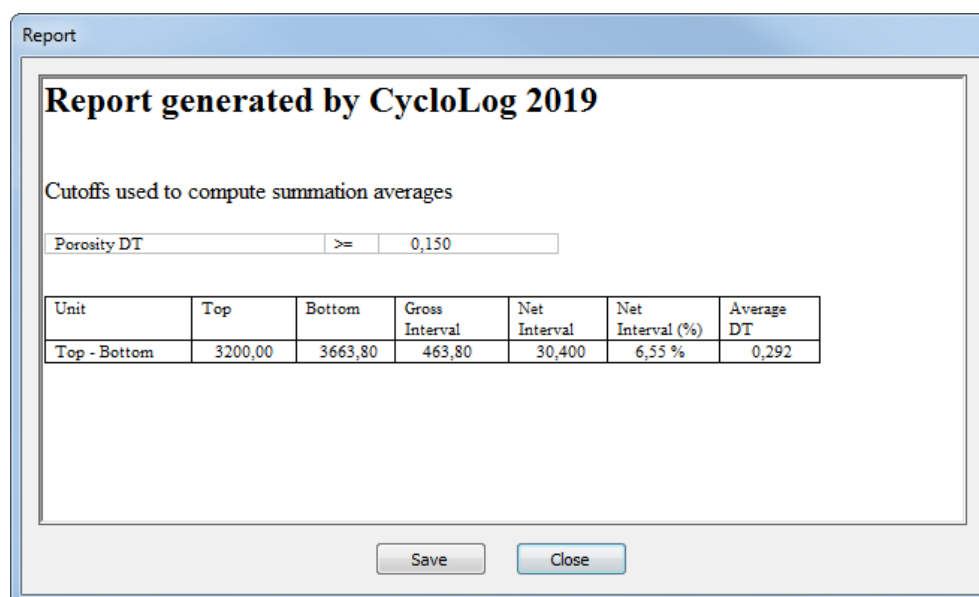 Report
Report generated by CycloLog 2019
Cutoffs used to compute summation averages
Porosity DT >= 0,150
Unit Top Bottom Gross Interval Net Interval Net Interval (%) Average DT
Top - Bottom 3200,00 3663,80 463,80 30,400 6,55 % 0,292
Save Close